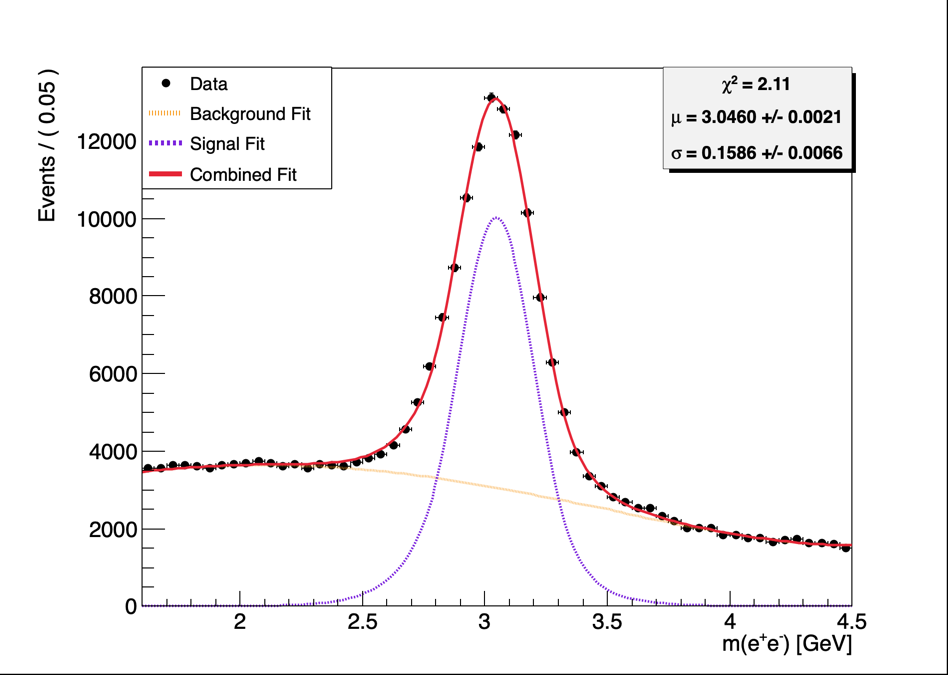 Events / ( 0.05 )
12000
10000
8000
6000
4000
2000
0
Data
Background Fit
Signal Fit
Combined Fit
χ² = 2.11
μ = 3.0460 +/- 0.0021
σ = 0.1586 +/- 0.0066
2 2.5 3 3.5 4 4.5
m(e⁺e⁻) [GeV]